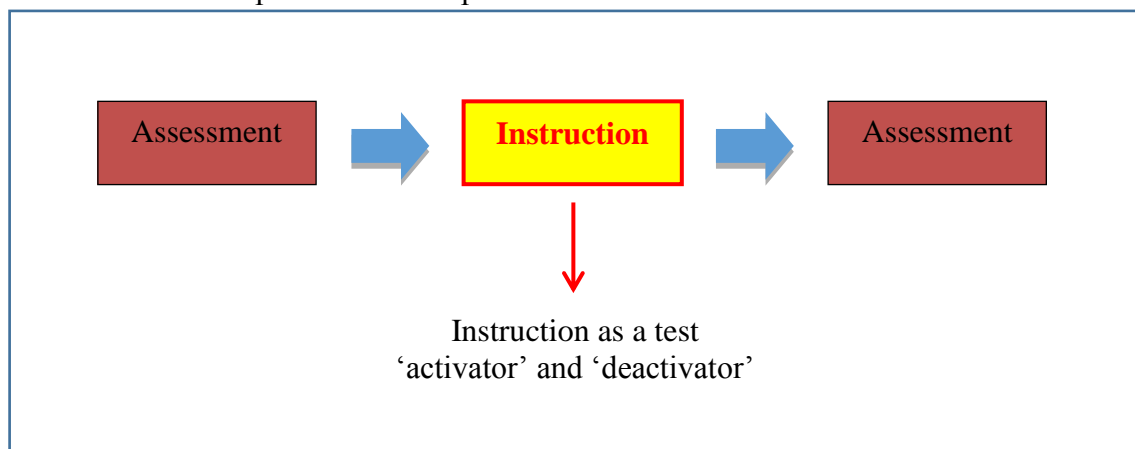 Assessment
Instruction
Assessment
Instruction as a test
‘activator’ and ‘deactivator’